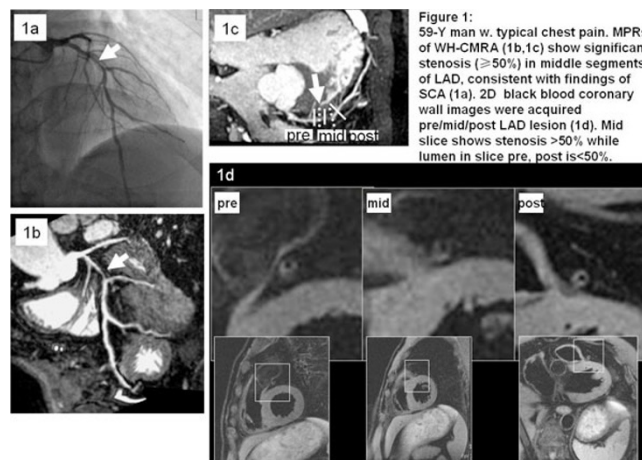 1a
1c
pre
mid
post
Figure 1:
59-Y man w. typical chest pain. MPRs
of WH-CMRA (1b,1c) show significan
stenosis (≥50%) in middle segments
of LAD, consistent with findings of
SCA (1a). 2D black blood coronary
wall images were acquired
pre/mid/post LAD lesion (1d). Mid
slice shows stenosis >50% while
lumen in slice pre, post is<50%.
1b
1d
pre
mid
post